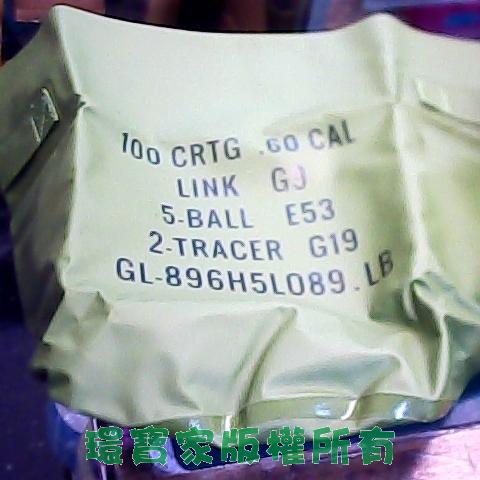 100 CRTG .60 CAL
LINK GJ
5-BALL E53
2-TRACER G19
GL-896H5L089.LB
環寶家版權所有